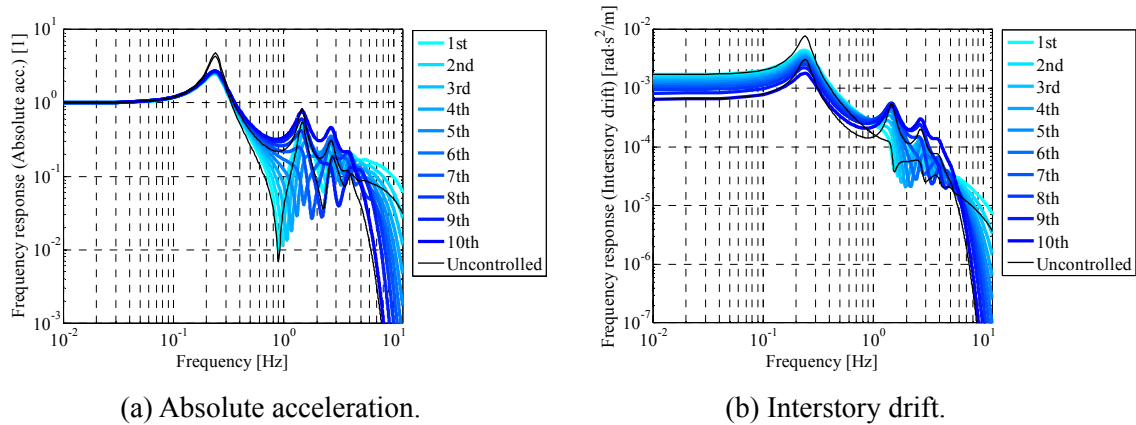 Frequency response (Absolute acc.) [1]
10^1
10^0
10^-1
10^-2
10^-3
10^-2
10^-1
10^0
10^1
Frequency [Hz]
1st
2nd
3rd
4th
5th
6th
7th
8th
9th
10th
Uncontrolled
(a) Absolute acceleration.
Frequency response (Interstory drift) [rad·s^2/m]
10^-2
10^-3
10^-4
10^-5
10^-6
10^-7
10^-2
10^-1
10^0
10^1
Frequency [Hz]
1st
2nd
3rd
4th
5th
6th
7th
8th
9th
10th
Uncontrolled
(b) Interstory drift.